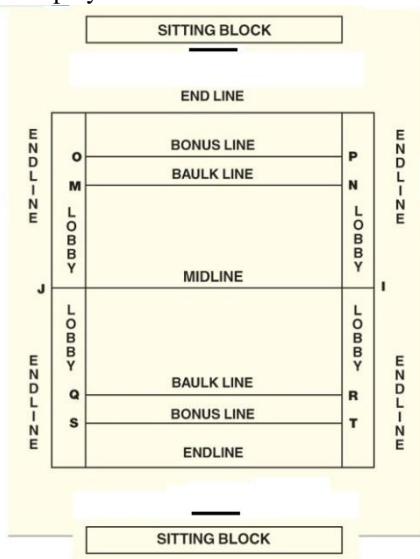 SITTING BLOCK
END LINE
ENDLINE
ENDLINE
O
BONUS LINE
P
M
BAULK LINE
N
LOBBY
LOBBY
J
MIDLINE
I
LOBBY
LOBBY
ENDLINE
ENDLINE
Q
BAULK LINE
R
S
BONUS LINE
T
ENDLINE
SITTING BLOCK